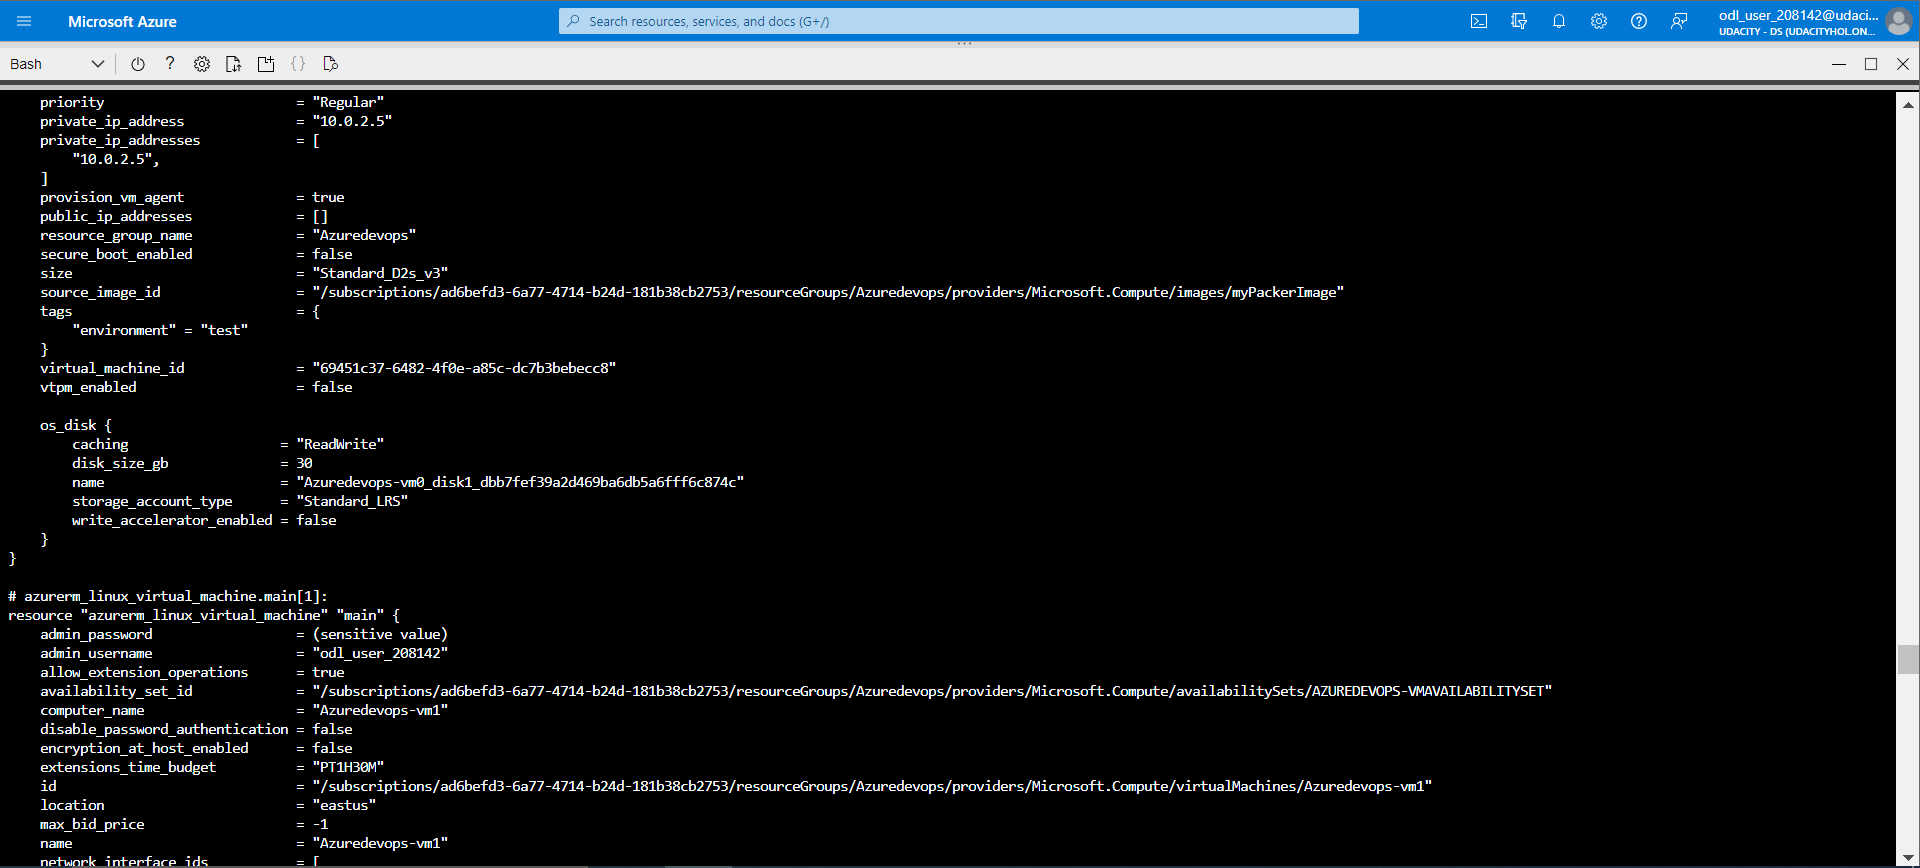 Microsoft Azure
Search resources, services, and docs (G+/)
odl_user_208142@udaci...
UDACITY - DS (UDACITYHOL.ON...
Bash
priority = "Regular"
private_ip_address = "10.0.2.5"
private_ip_addresses = [
"10.0.2.5",
]
provision_vm_agent = true
public_ip_addresses = []
resource_group_name = "Azuredevops"
secure_boot_enabled = false
size = "Standard_D2s_v3"
source_image_id = "/subscriptions/ad6befd3-6a77-4714-b24d-181b38cb2753/resourceGroups/Azuredevops/providers/Microsoft.Compute/images/myPackerImage"
tags = {
"environment" = "test"
}
virtual_machine_id = "69451c37-6482-4f0e-a85c-dc7b3bebecc8"
vtpm_enabled = false
os_disk {
caching = "ReadWrite"
disk_size_gb = 30
name = "Azuredevops-vm0_disk1_dbb7fef39a2d469ba6db5a6fff6c874c"
storage_account_type = "Standard_LRS"
write_accelerator_enabled = false
}
}
# azurerm_linux_virtual_machine.main[1]:
resource "azurerm_linux_virtual_machine" "main" {
admin_password = (sensitive value)
admin_username = "odl_user_208142"
allow_extension_operations = true
availability_set_id = "/subscriptions/ad6befd3-6a77-4714-b24d-181b38cb2753/resourceGroups/Azuredevops/providers/Microsoft.Compute/availabilitySets/AZUREDEVOPS-VMAVAILABILITYSET"
computer_name = "Azuredevops-vm1"
disable_password_authentication = false
encryption_at_host_enabled = false
extensions_time_budget = "PT1H30M"
id = "/subscriptions/ad6befd3-6a77-4714-b24d-181b38cb2753/resourceGroups/Azuredevops/providers/Microsoft.Compute/virtualMachines/Azuredevops-vm1"
location = "eastus"
max_bid_price = -1
name = "Azuredevops-vm1"
network_interface_ids = [